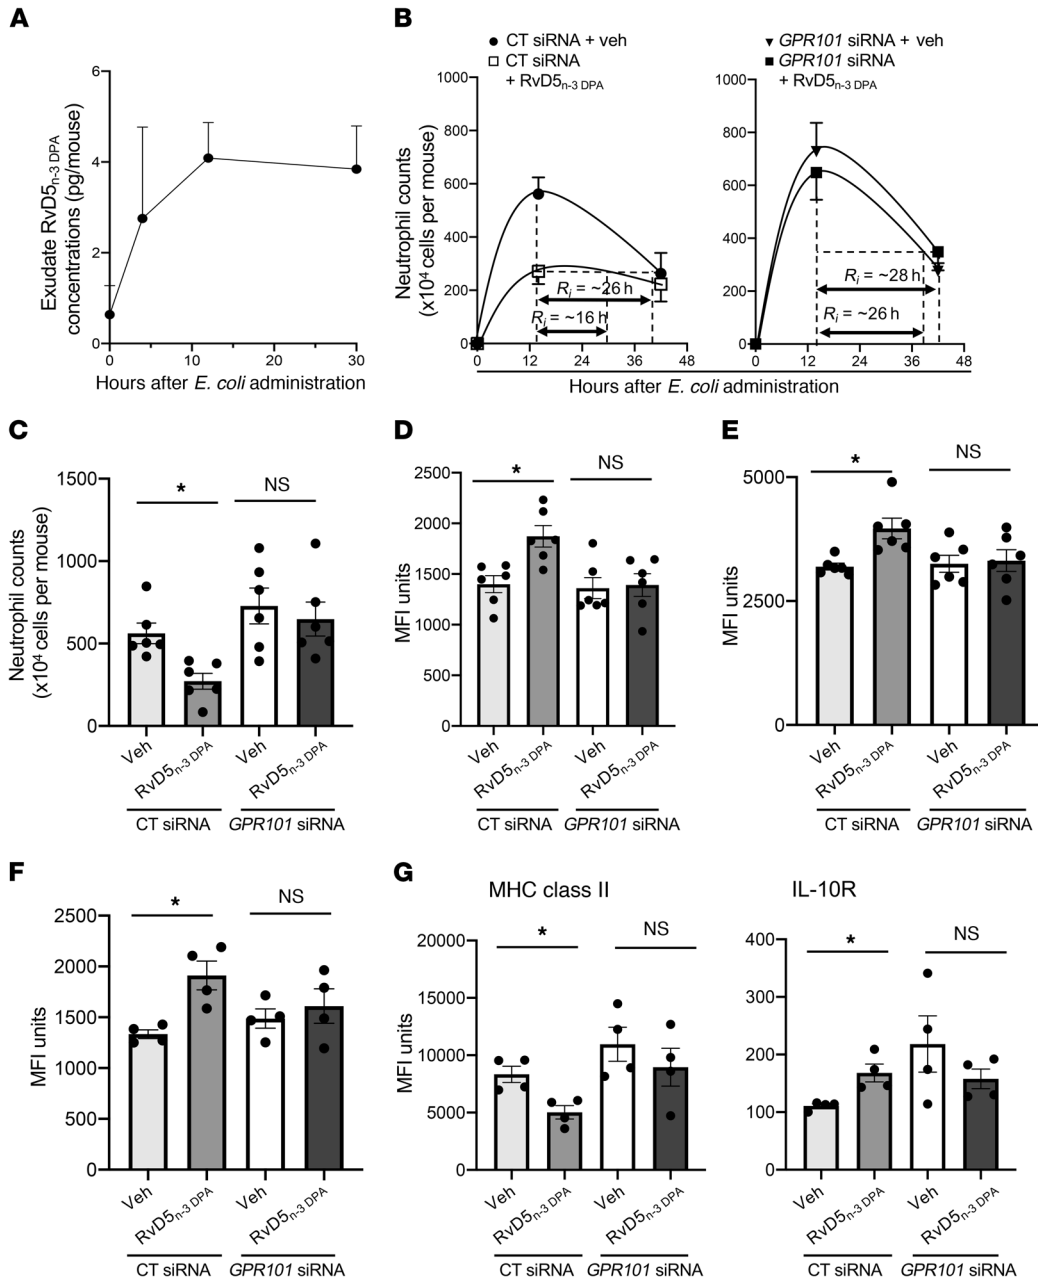 A
6
4
2
0
Exudate RvD5n-3 DPA
concentrations (pg/mouse)
0
10
20
30
Hours after E. coli administration
B
CT siRNA + veh
CT siRNA
+ RvD5n-3 DPA
GPR101 siRNA + veh
GPR101 siRNA
+ RvD5n-3 DPA
Neutrophil counts
(x10⁴ cells per mouse)
1000
800
600
400
200
0
Ri = ~26 h
Ri = ~16 h
0
12
24
36
48
1000
800
600
400
200
0
Ri = ~28 h
Ri = ~26 h
0
12
24
36
48
Hours after E. coli administration
C
Neutrophil counts
(x10⁴ cells per mouse)
1500
1000
500
0
*
NS
Veh
RvD5n-3 DPA
Veh
RvD5n-3 DPA
CT siRNA
GPR101 siRNA
D
MFI units
2500
2000
1500
1000
500
0
*
NS
Veh
RvD5n-3 DPA
Veh
RvD5n-3 DPA
CT siRNA
GPR101 siRNA
E
MFI units
5000
2500
0
*
NS
Veh
RvD5n-3 DPA
Veh
RvD5n-3 DPA
CT siRNA
GPR101 siRNA
F
MFI units
2500
2000
1500
1000
500
0
*
NS
Veh
RvD5n-3 DPA
Veh
RvD5n-3 DPA
CT siRNA
GPR101 siRNA
G
MHC class II
MFI units
20000
15000
10000
5000
0
*
NS
Veh
RvD5n-3 DPA
Veh
RvD5n-3 DPA
CT siRNA
GPR101 siRNA
IL-10R
400
300
200
100
0
*
NS
Veh
RvD5n-3 DPA
Veh
RvD5n-3 DPA
CT siRNA
GPR101 siRNA